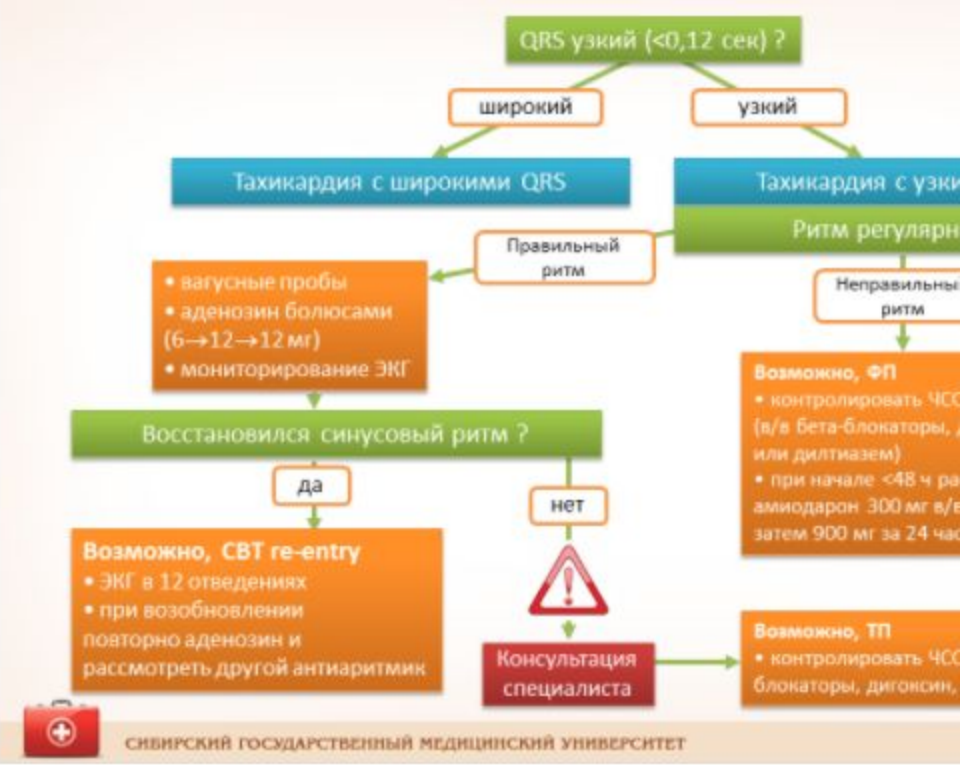 QRS узкий (<0,12 сек) ?
широкий
узкий
Тахикардия с широкими QRS
Тахикардия с узки
Ритм регулярн
Правильный
ритм
Неправильны
ритм
• вагусные пробы
• аденозин болюсами
(6→12→12 мг)
• мониторирование ЭКГ
Восстановился синусовый ритм ?
да
нет
Возможно, СВТ re-entry
• ЭКГ в 12 отведениях
• при возобновлении
повторно аденозин и
рассмотреть другой антиаритмик
Консультация
специалиста
Возможно, ФП
• контролировать ЧСС
(в/в бета-блокаторы,
или дилтиазем)
• при начале <48 ч ра
амиодарон 300 мг в/в
затем 900 мг за 24 час
Возможно, ТП
• контролировать ЧСС
блокаторы, дигоксин,
СИБИРСКИЙ ГОСУДАРСТВЕННЫЙ МЕДИЦИНСКИЙ УНИВЕРСИТЕТ